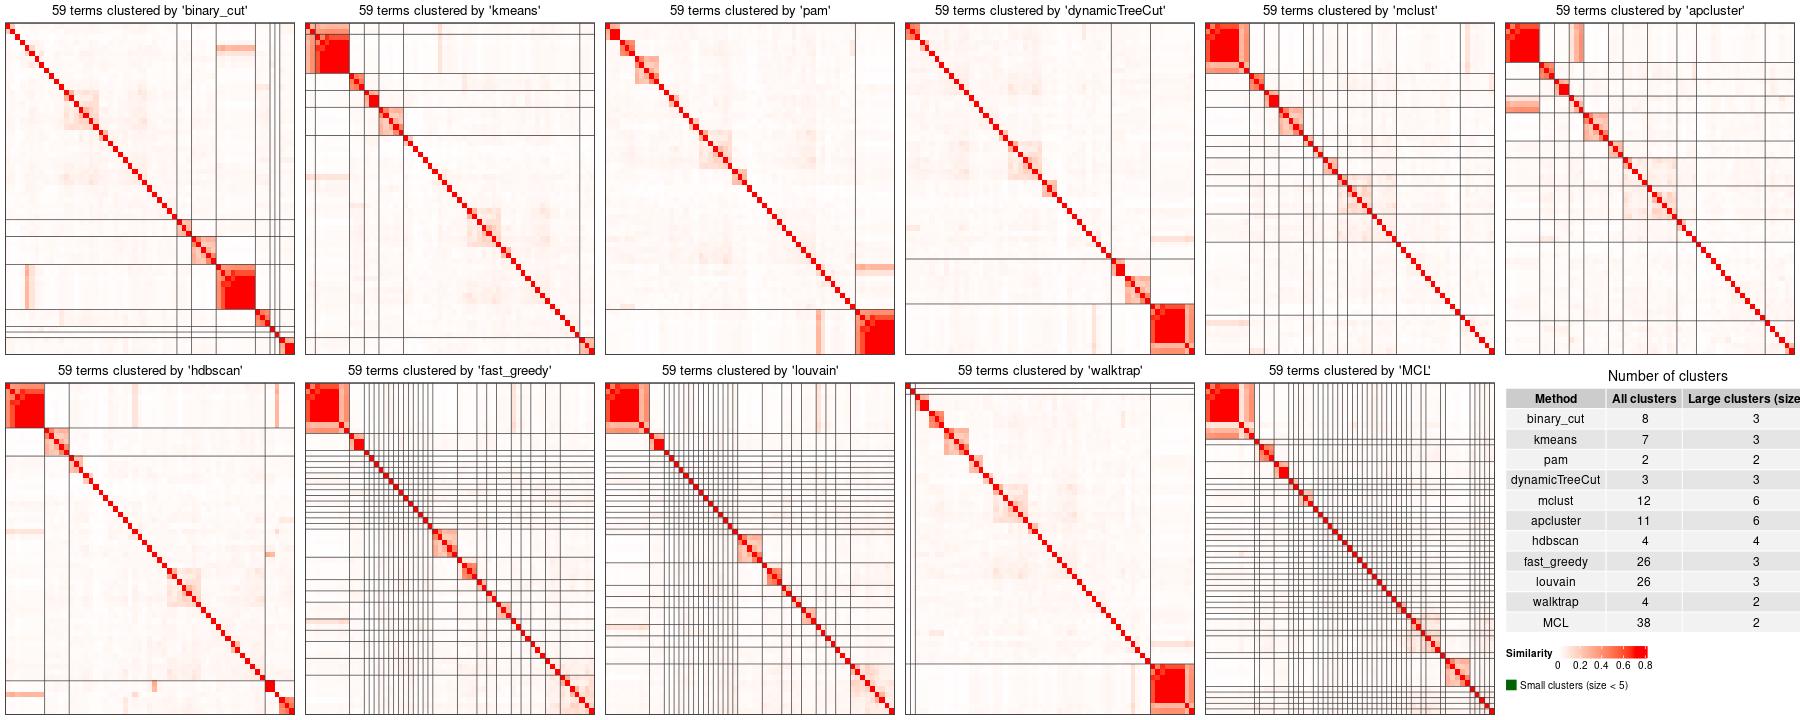 59 terms clustered by 'binary_cut'
59 terms clustered by 'kmeans'
59 terms clustered by 'pam'
59 terms clustered by 'dynamicTreeCut'
59 terms clustered by 'mclust'
59 terms clustered by 'apcluster'
59 terms clustered by 'hdbscan'
59 terms clustered by 'fast_greedy'
59 terms clustered by 'louvain'
59 terms clustered by 'walktrap'
59 terms clustered by 'MCL'
Number of clusters
Method All clusters Large clusters (size
binary_cut 8 3
kmeans 7 3
pam 2 2
dynamicTreeCut 3 3
mclust 12 6
apcluster 11 6
hdbscan 4 4
fast_greedy 26 3
louvain 26 3
walktrap 4 2
MCL 38 2
Similarity
0 0.2 0.4 0.6 0.8
Small clusters (size < 5)